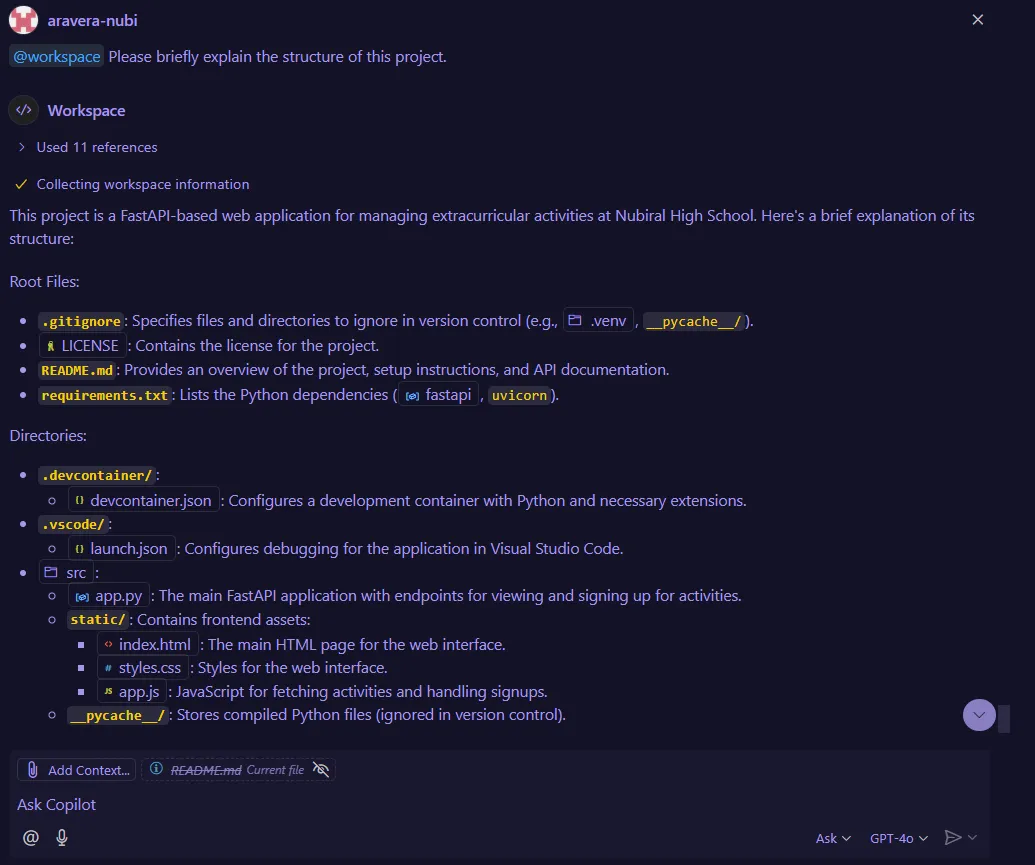 aravera-nubi
@workspace Please briefly explain the structure of this project.
Workspace
Used 11 references
Collecting workspace information
This project is a FastAPI-based web application for managing extracurricular activities at Nubiral High School. Here's a brief explanation of its
structure:
Root Files:
.gitignore: Specifies files and directories to ignore in version control (e.g., .venv, __pycache__/).
LICENSE: Contains the license for the project.
README.md: Provides an overview of the project, setup instructions, and API documentation.
requirements.txt: Lists the Python dependencies (fastapi, uvicorn).
Directories:
.devcontainer/:
{} devcontainer.json: Configures a development container with Python and necessary extensions.
.vscode/:
{} launch.json: Configures debugging for the application in Visual Studio Code.
src:
app.py: The main FastAPI application with endpoints for viewing and signing up for activities.
static/: Contains frontend assets:
<> index.html: The main HTML page for the web interface.
# styles.css: Styles for the web interface.
JS app.js: JavaScript for fetching activities and handling signups.
__pycache__/: Stores compiled Python files (ignored in version control).
Add Context... README.md Current file
Ask Copilot
@ Ask GPT-4o